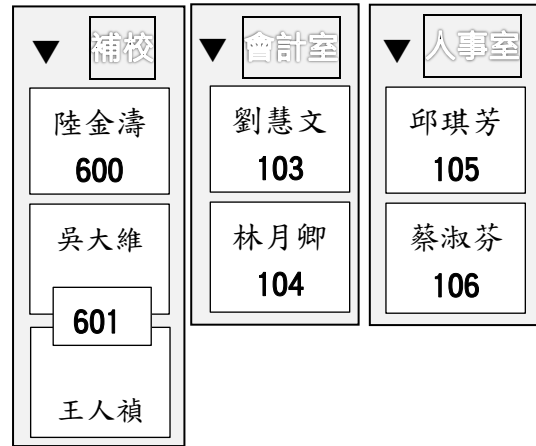 ▼ 補校
陸金濤
600
吳大維
601
王人禎
▼ 會計室
劉慧文
103
林月卿
104
▼ 人事室
邱琪芳
105
蔡淑芬
106